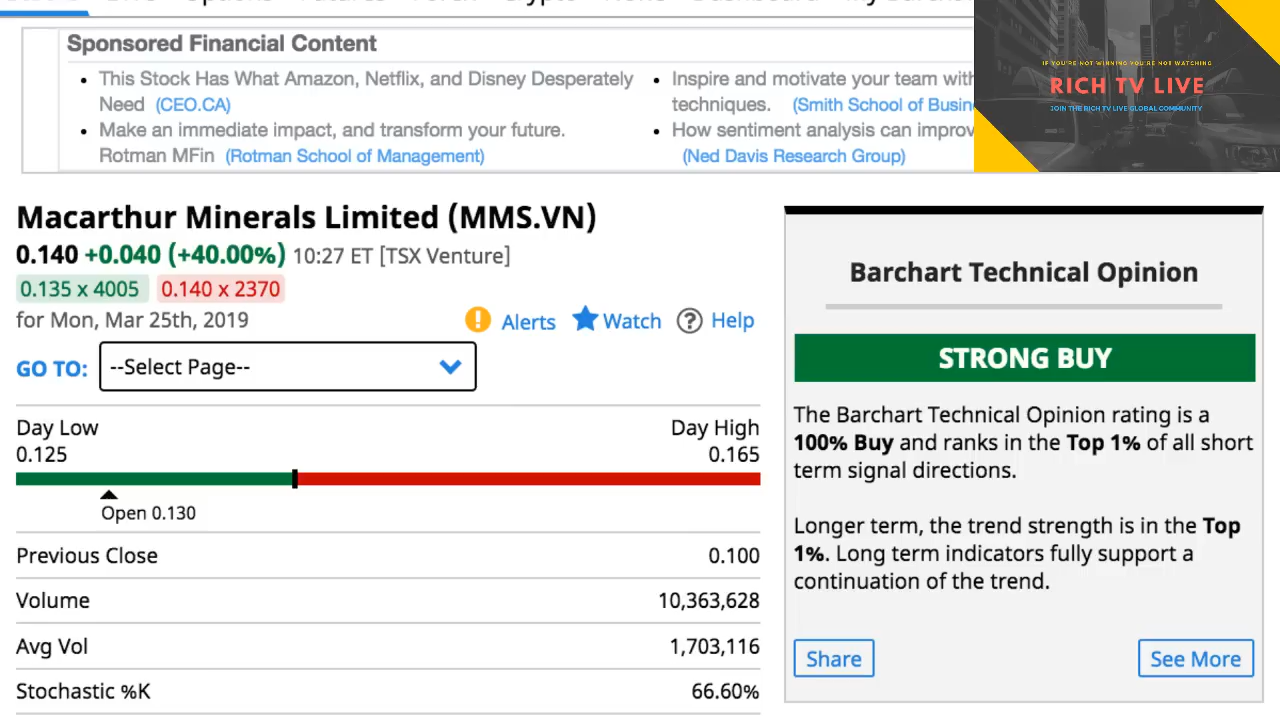 Sponsored Financial Content
This Stock Has What Amazon, Netflix, and Disney Desperately
Need (CEO.CA)
Make an immediate impact, and transform your future.
Rotman MFin (Rotman School of Management)
Inspire and motivate your team with
techniques. (Smith School of
How sentiment analysis can
(Ned Davis Research Group)
IF YOU'RE NOT WINNING YOU'RE NOT WATCHING
RICH TV LIVE
JOIN THE RICH TV LIVE GLOBAL COMMUNITY
Macarthur Minerals Limited (MMS.VN)
0.140 +0.040 (+40.00%) 10:27 ET [TSX Venture]
0.135 x 4005 0.140 x 2370
for Mon, Mar 25th, 2019
! Alerts Watch ? Help
GO TO: --Select Page--
Day Low Day High
0.125 0.165
Open 0.130
Previous Close 0.100
Volume 10,363,628
Avg Vol 1,703,116
Stochastic %K 66.60%
Barchart Technical Opinion
STRONG BUY
The Barchart Technical Opinion rating is a
100% Buy and ranks in the Top 1% of all short
term signal directions.
Longer term, the trend strength is in the Top
1%. Long term indicators fully support a
continuation of the trend.
Share See More